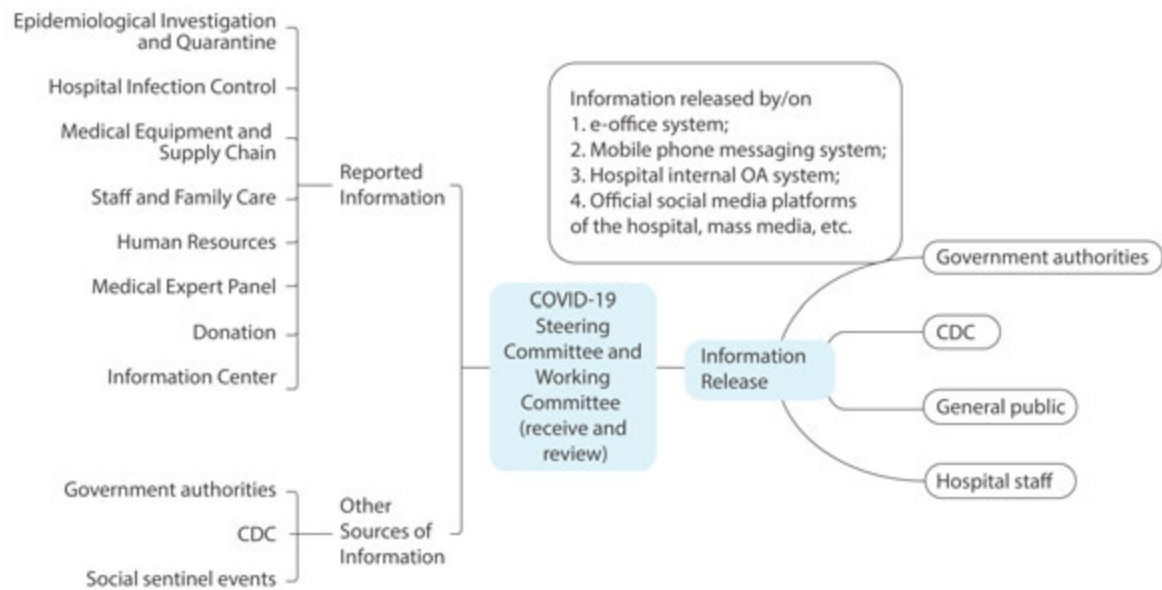 Epidemiological Investigation
and Quarantine
Hospital Infection Control
Medical Equipment and
Supply Chain
Staff and Family Care
Human Resources
Medical Expert Panel
Donation
Information Center
Reported
Information
Government authorities
CDC
Social sentinel events
Other
Sources of
Information
COVID-19
Steering
Committee and
Working
Committee
(receive and
review)
Information released by/on
1. e-office system;
2. Mobile phone messaging system;
3. Hospital internal OA system;
4. Official social media platforms
of the hospital, mass media, etc.
Information
Release
Government authorities
CDC
General public
Hospital staff